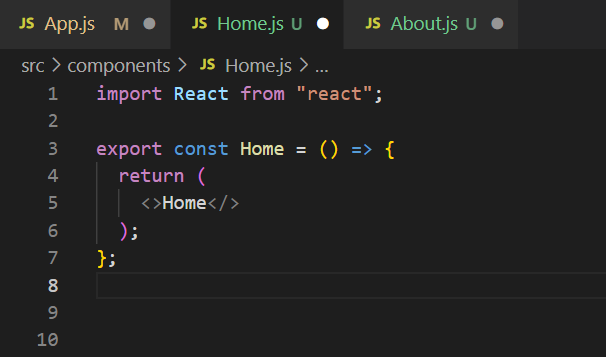 JS App.js M JS Home.js U JS About.js U
src > components > JS Home.js > ...
1 import React from "react";
2
3 export const Home = () => {
4 return (
5 <>Home</>
6 );
7 };
8
9
10